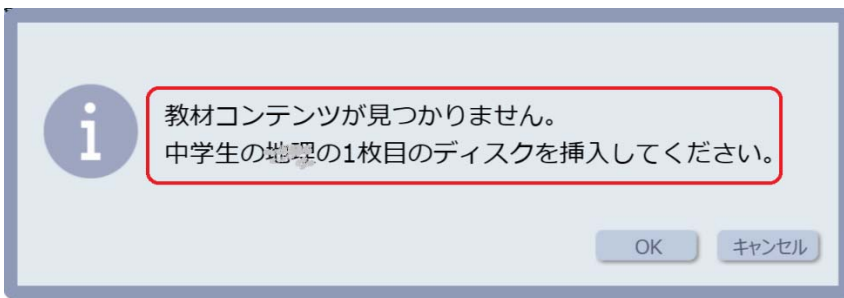 教材コンテンツが見つかりません。
中学生の地理の1枚目のディスクを挿入してください。
OK キャンセル